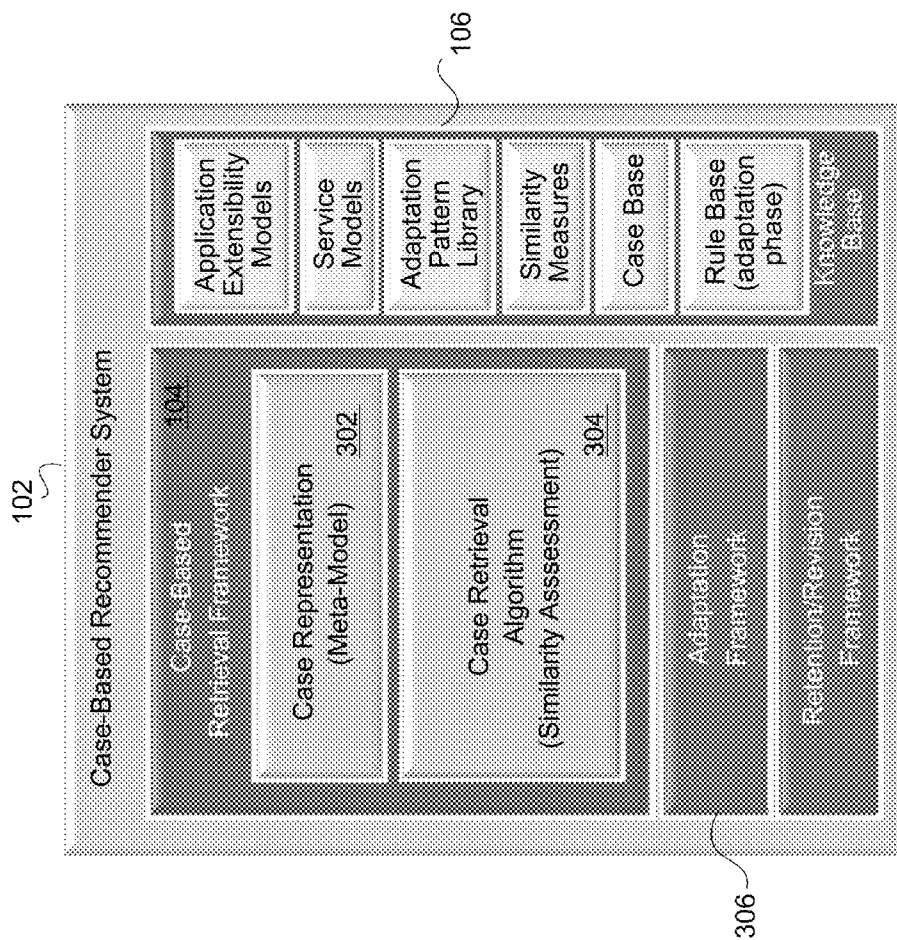 102
Case-Based Recommender System
Case-Based
Retrieval Framework
104
Case Representation
(Meta-Model)
302
Case Retrieval
Algorithm
(Similarity Asssessment)
304
Adaptation
Framework
306
Retention/Revision
Framework
106
Application
Extensibility
Models
Service
Models
Adaptation
Pattern
Library
Similarity
Measures
Case Base
Rule Base
(adaptation
phase)
Knowledge
Base